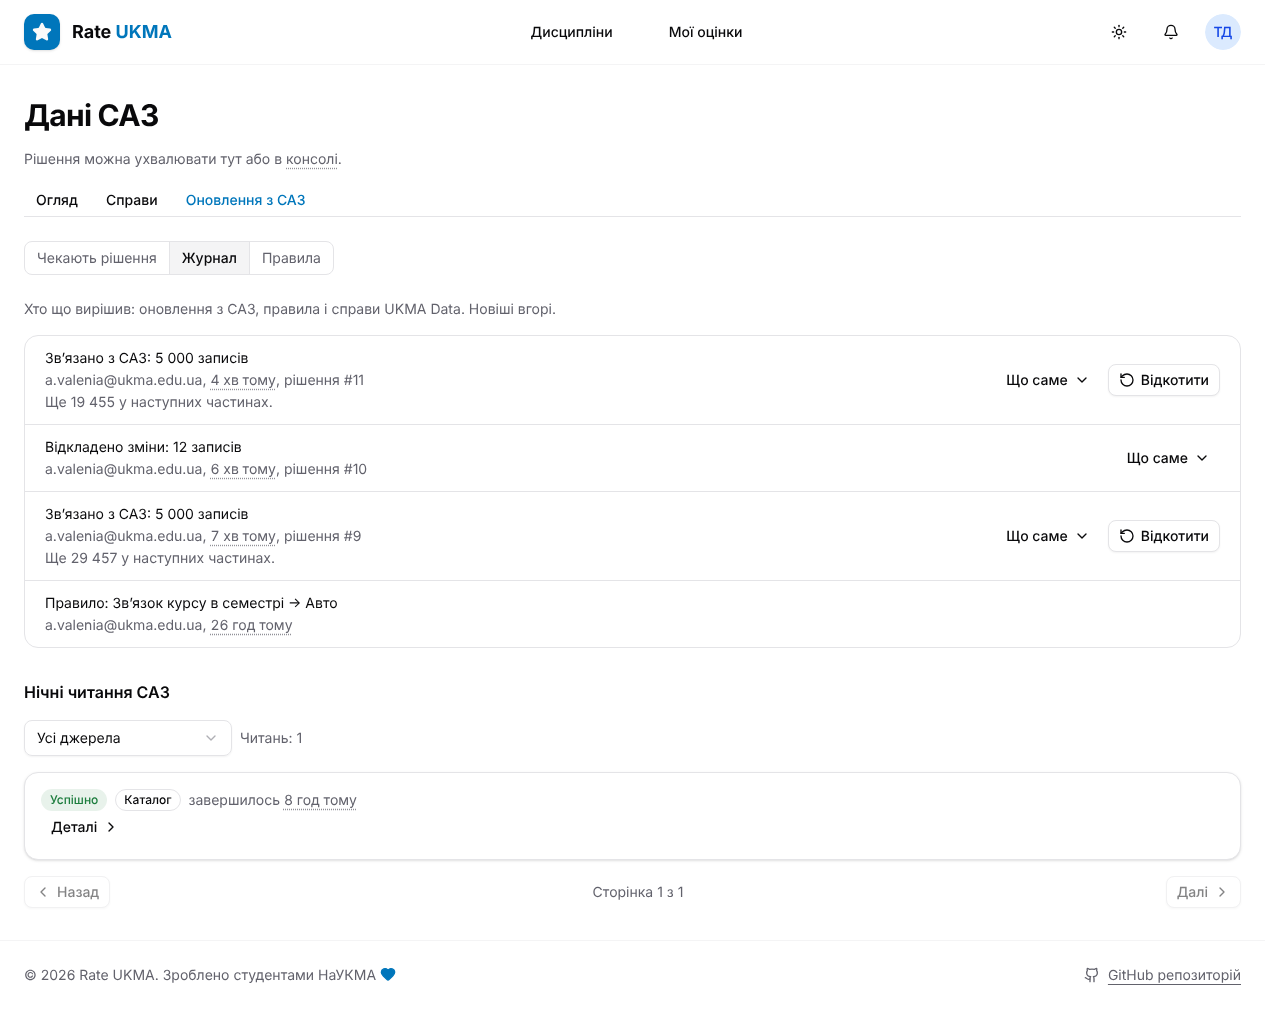 Rate UKMA
Дисципліни
Мої оцінки
ТД
Дані САЗ
Рішення можна ухвалювати тут або в консолі.
Огляд
Справи
Оновлення з САЗ
Чекають рішення
Журнал
Правила
Хто що вирішив: оновлення з САЗ, правила і справи UKMA Data. Новіші вгорі.
Зв’язано з САЗ: 5 000 записів
a.valenia@ukma.edu.ua, 4 хв тому, рішення #11
Ще 19 455 у наступних частинах.
Що саме
Відкотити
Відкладено зміни: 12 записів
a.valenia@ukma.edu.ua, 6 хв тому, рішення #10
Що саме
Зв’язано з САЗ: 5 000 записів
a.valenia@ukma.edu.ua, 7 хв тому, рішення #9
Ще 29 457 у наступних частинах.
Що саме
Відкотити
Правило: Зв’язок курсу в семестрі → Авто
a.valenia@ukma.edu.ua, 26 год тому
Нічні читання САЗ
Усі джерела
Читань: 1
Успішно
Каталог
завершилось 8 год тому
Деталі
Назад
Сторінка 1 з 1
Далі
© 2026 Rate UKMA. Зроблено студентами НаУКМА
GitHub репозиторій